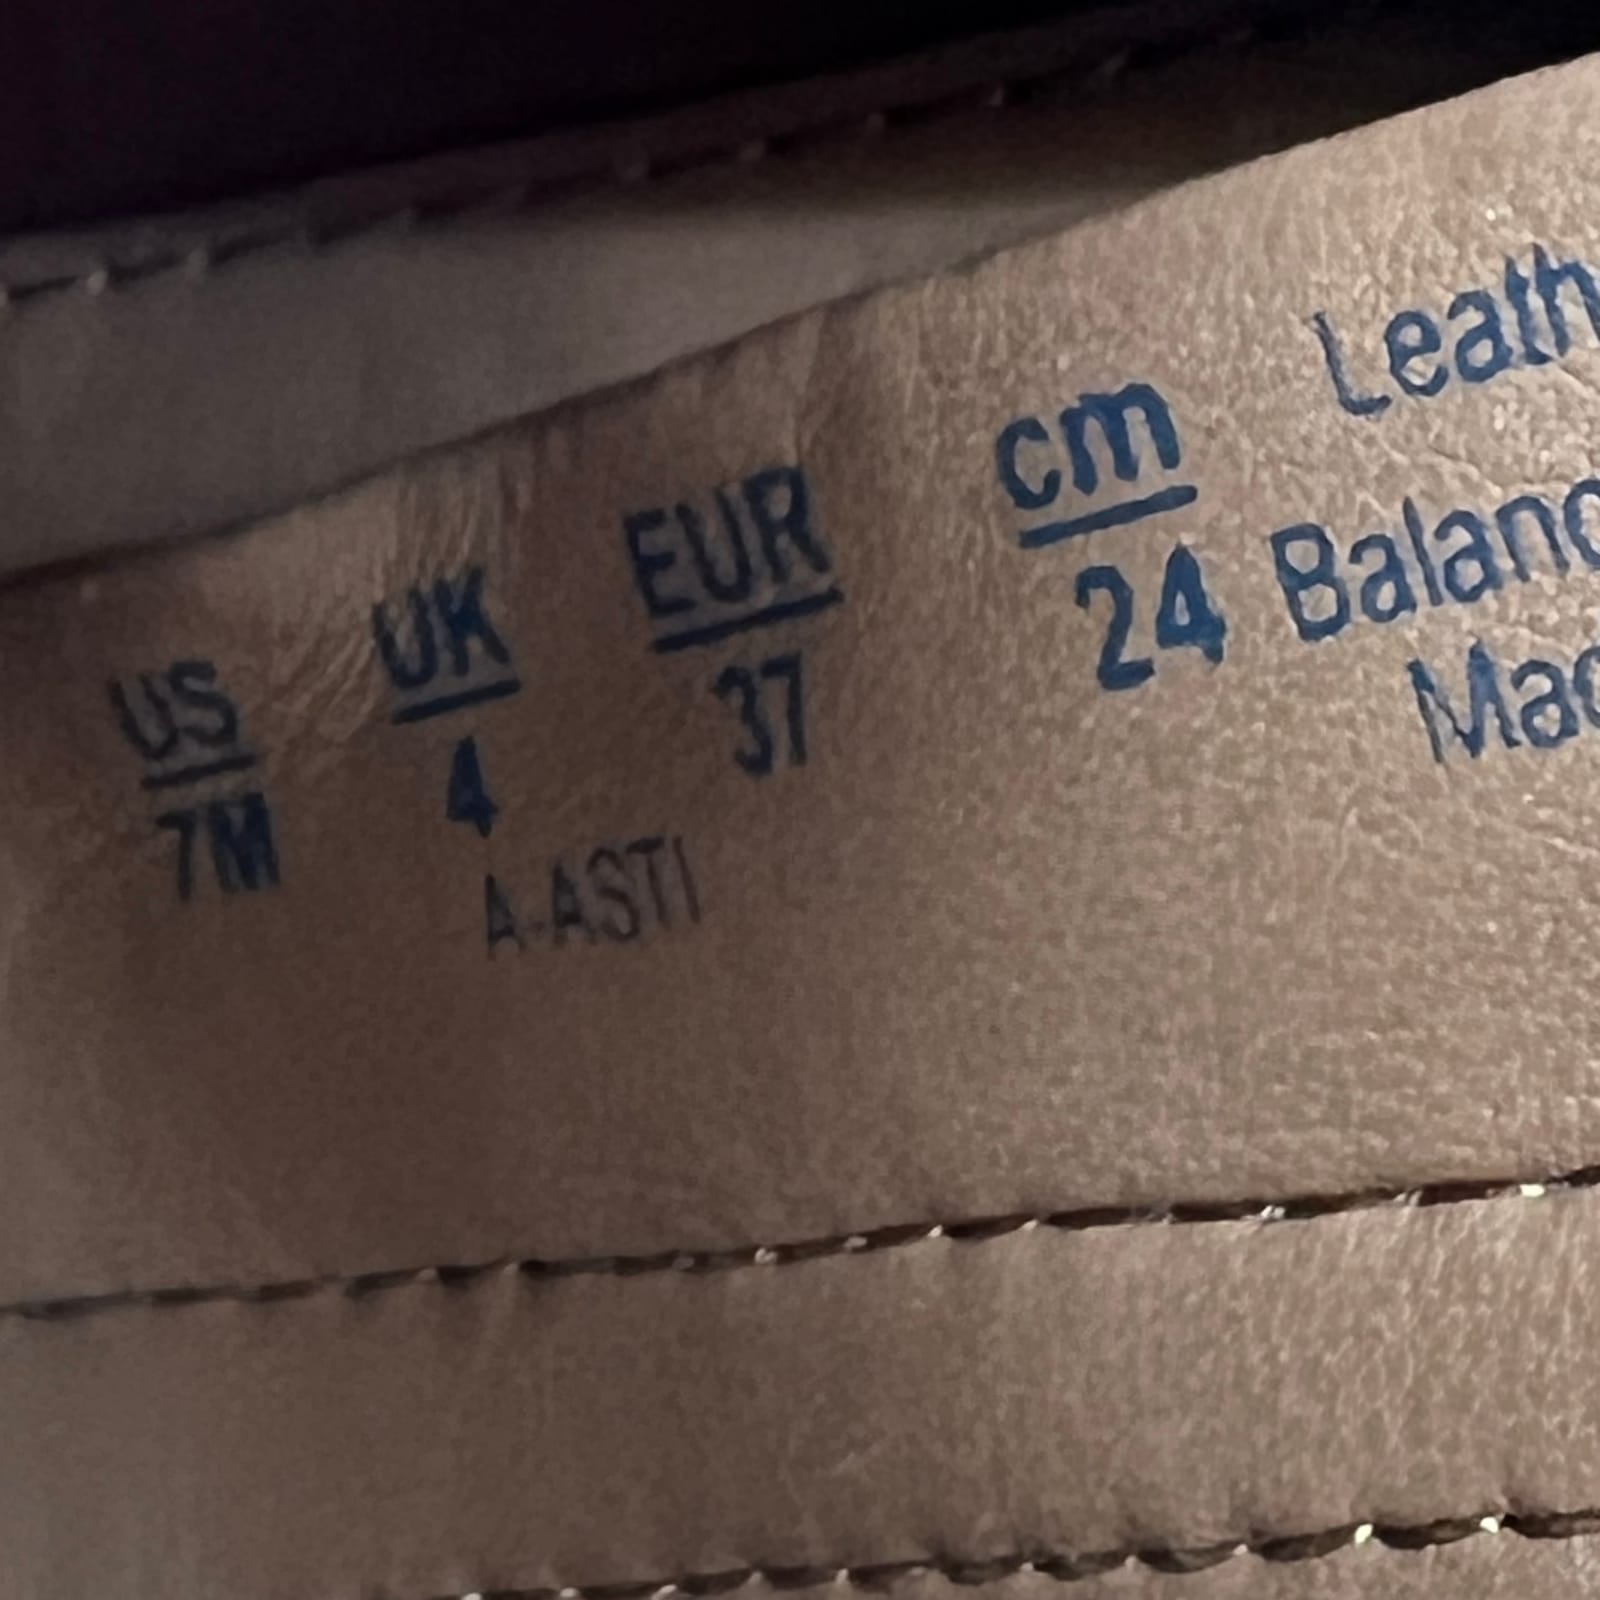 US UK EUR cm
7M 4 37 24
A-ASTI
Leath
Balanc
Mad